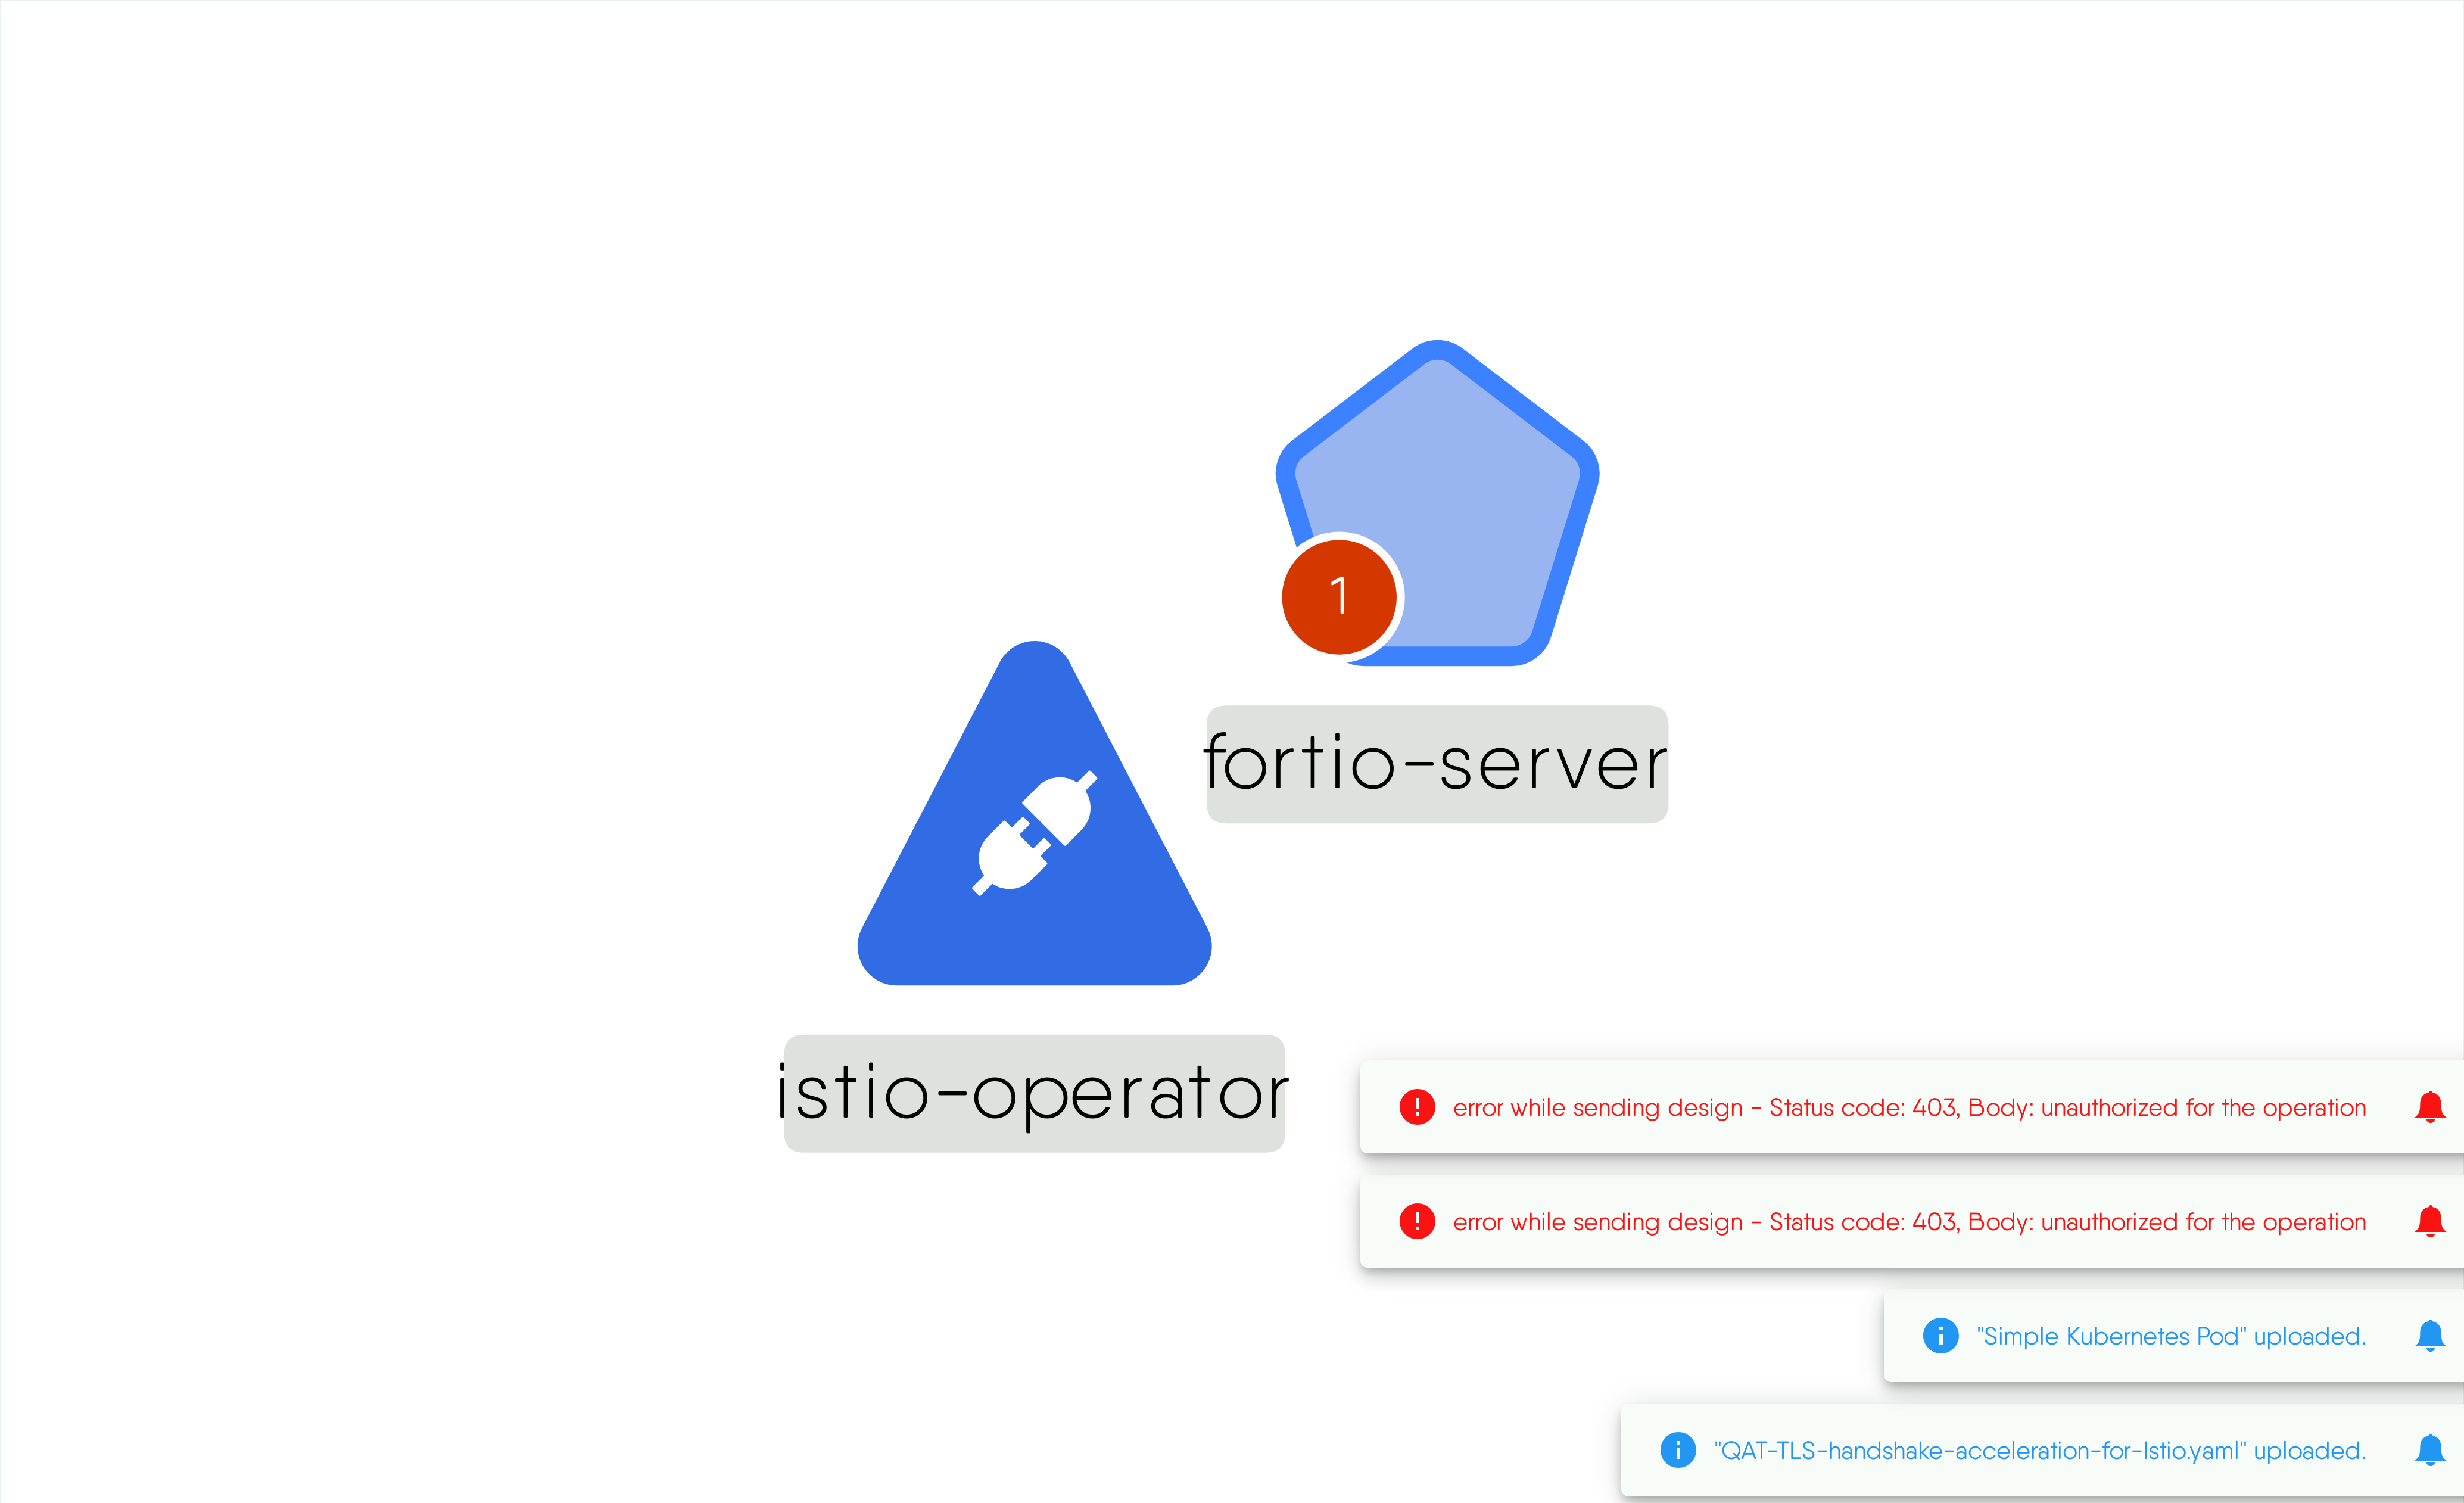 1
fortio-server
istio-operator
error while sending design - Status code: 403, Body: unauthorized for the operation
error while sending design - Status code: 403, Body: unauthorized for the operation
"Simple Kubernetes Pod" uploaded.
"QAT-TLS-handshake-acceleration-for-Istio.yaml" uploaded.